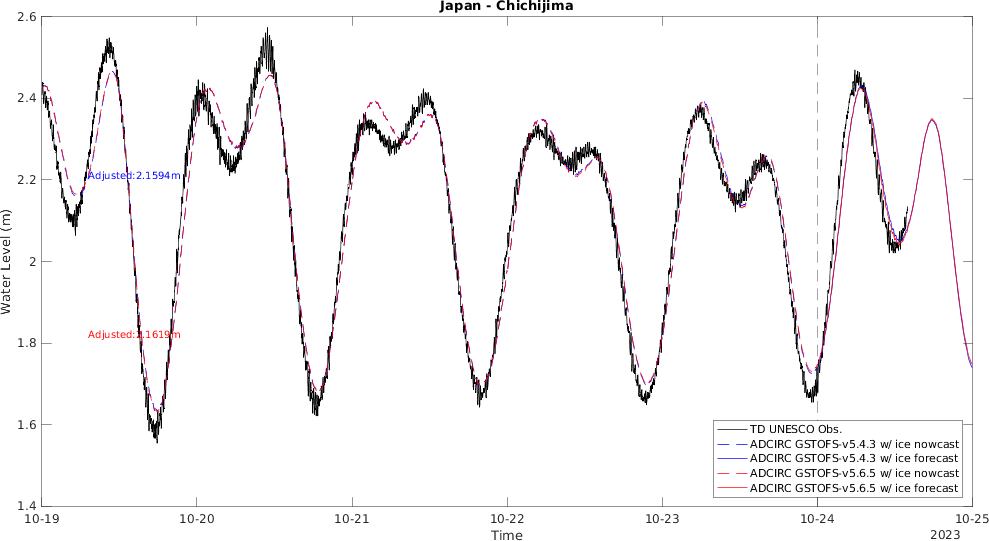 Japan - Chichijima
Water Level (m)
2.6
2.4
2.2
2
1.8
1.6
1.4
Adjusted:2.1594m
Adjusted:2.1619m
TD UNESCO Obs.
ADCIRC GSTOFS-v5.4.3 w/ ice nowcast
ADCIRC GSTOFS-v5.4.3 w/ ice forecast
ADCIRC GSTOFS-v5.6.5 w/ ice nowcast
ADCIRC GSTOFS-v5.6.5 w/ ice forecast
10-19 10-20 10-21 10-22 10-23 10-24 10-25
Time
2023